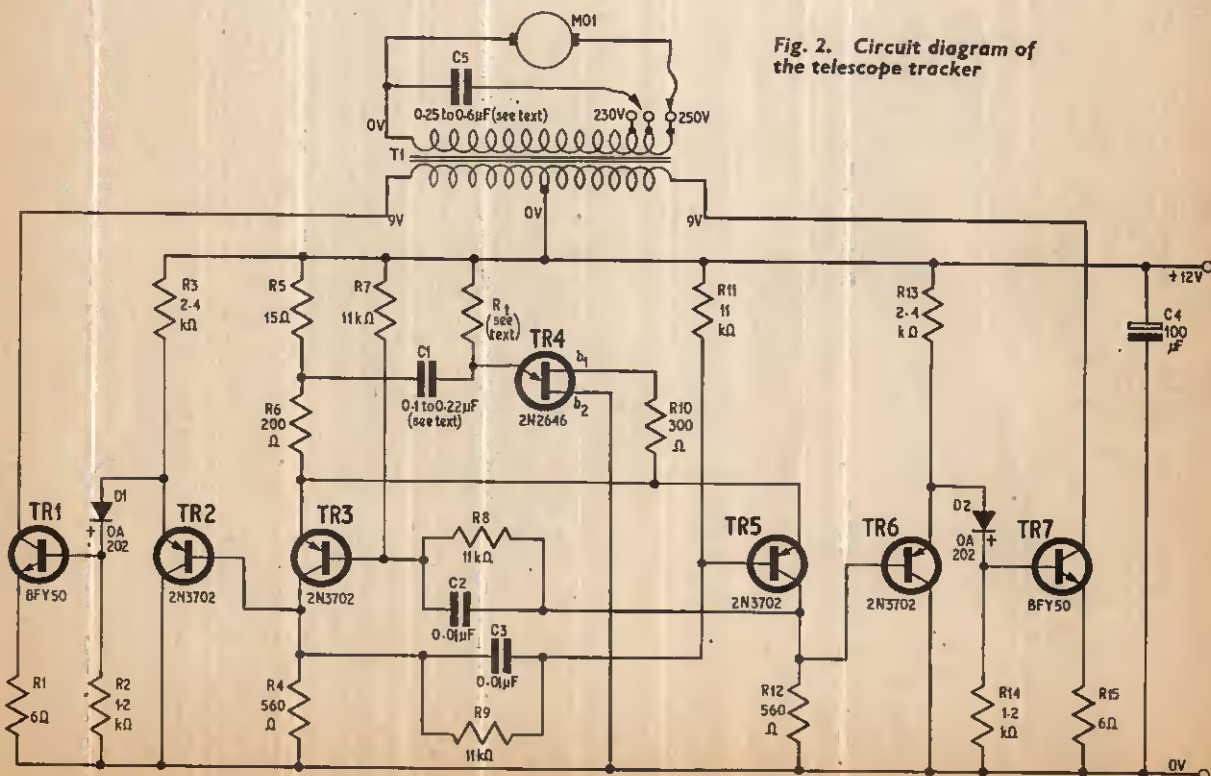 Fig. 2. Circuit diagram of
the telescope tracker
MO1
C5
0·25 to 0·6µF (see text)
230V
250V
0V
T1
9V
0V
9V
+12V
R3
2·4
kΩ
R5
15Ω
R7
11kΩ
Rt
(see
text)
TR4
b1
b2
2N2646
R11
11
kΩ
R13
2·4
kΩ
C4
100
µF
C1
0·1 to 0·22µF
(see text)
R6
200
Ω
R10
300
Ω
TR1
BFY50
D1
+
OA
202
TR2
2N3702
TR3
2N3702
R8
11kΩ
C2
0·01µF
C3
0·01µF
R9
11kΩ
TR5
2N3702
TR6
2N3702
D2
+
OA
202
TR7
BFY50
R1
6Ω
R2
1·2
kΩ
R4
560
Ω
R12
560
Ω
R14
1·2
kΩ
R15
6Ω
0V